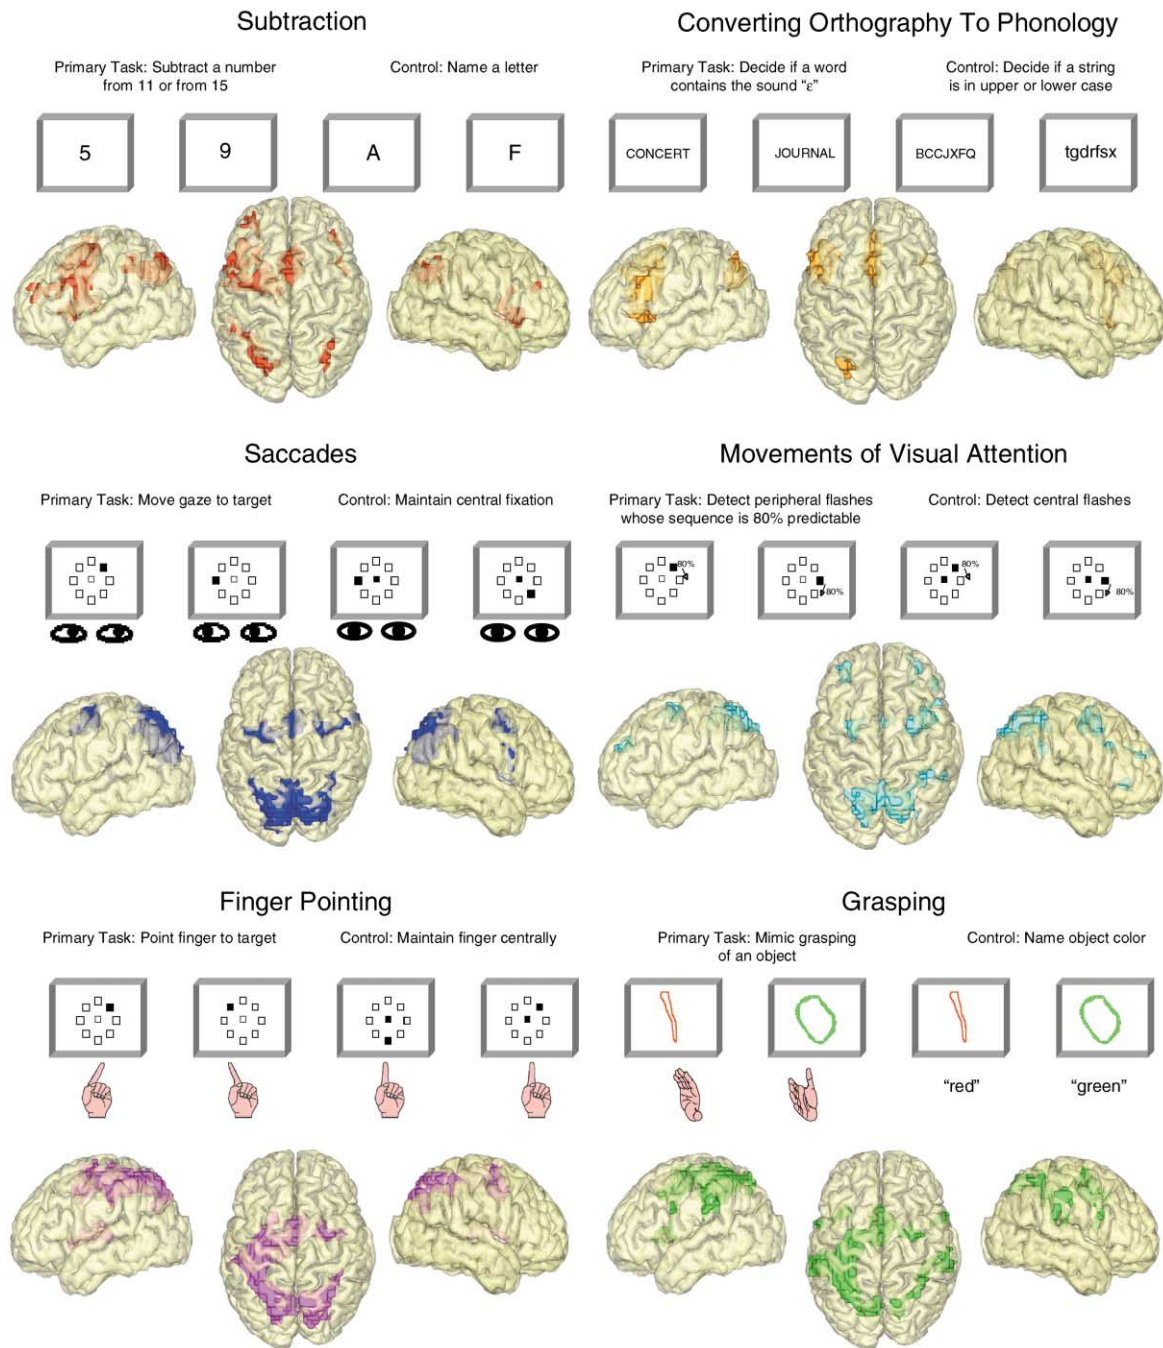 Subtraction
Primary Task: Subtract a number
from 11 or from 15
Control: Name a letter
5
9
A
F
Converting Orthography To Phonology
Primary Task: Decide if a word
contains the sound “ε”
Control: Decide if a string
is in upper or lower case
CONCERT
JOURNAL
BCCJXFQ
tgdrfsx
Saccades
Primary Task: Move gaze to target
Control: Maintain central fixation
Movements of Visual Attention
Primary Task: Detect peripheral flashes
whose sequence is 80% predictable
Control: Detect central flashes
80%
80%
80%
80%
Finger Pointing
Primary Task: Point finger to target
Control: Maintain finger centrally
Grasping
Primary Task: Mimic grasping
of an object
Control: Name object color
“red”
“green”